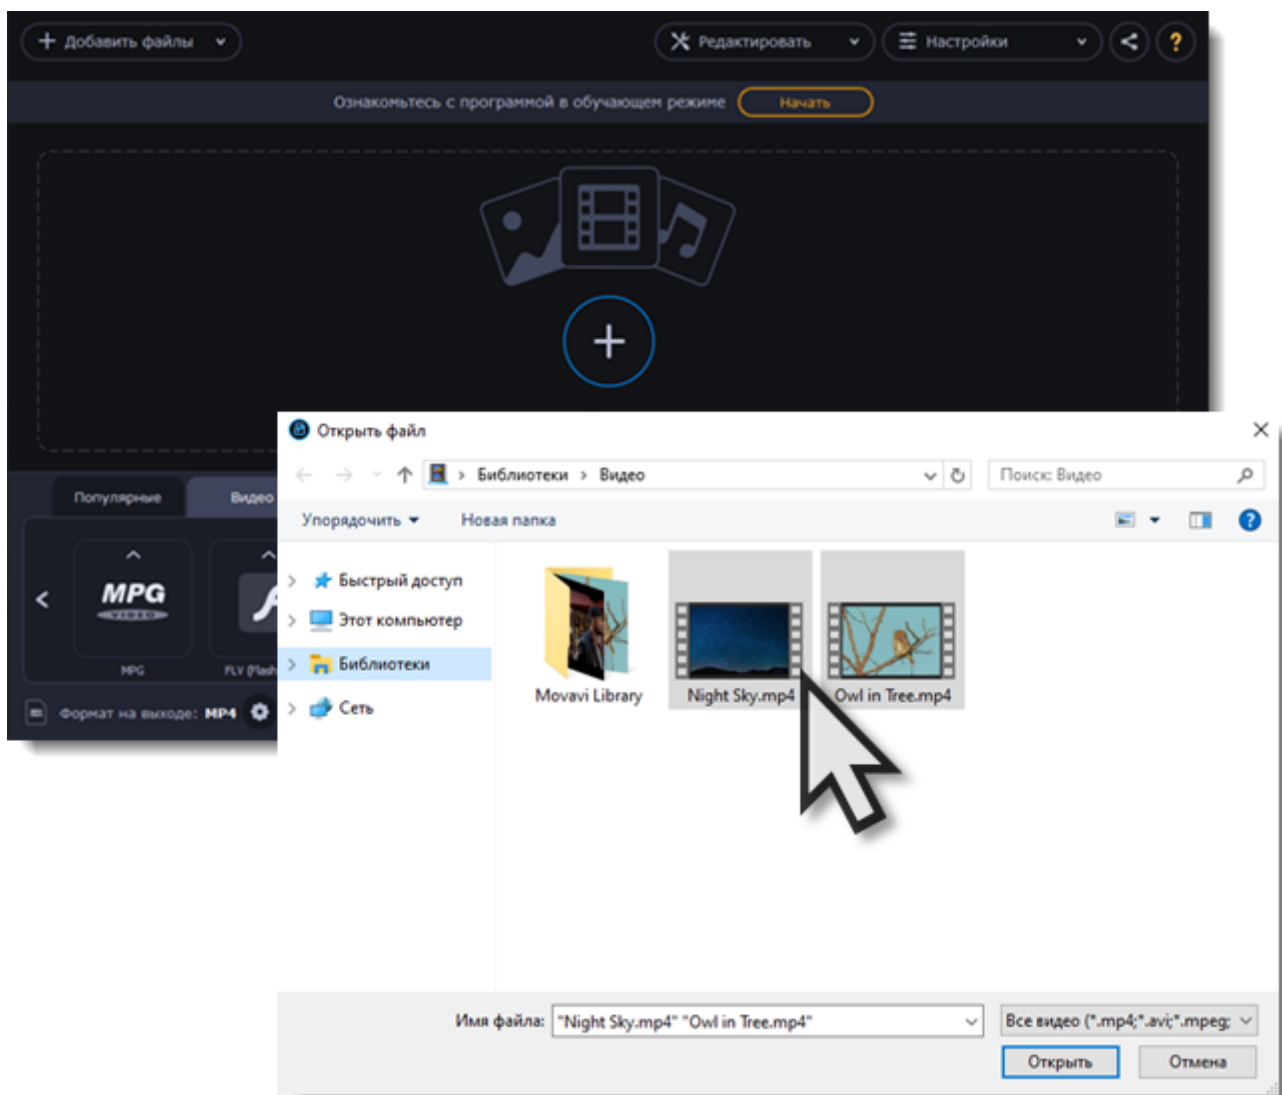 Добавить файлы
Редактировать
Настройки
?
Ознакомьтесь с программой в обучающем режиме
Начать
Открыть файл
Библиотеки > Видео
Поиск: Видео
Популярные
Видео
Упорядочить
Новая папка
?
MPG
VIDEO
MPG
FLV (Flash
Быстрый доступ
Этот компьютер
Библиотеки
Сеть
Movavi Library
Night Sky.mp4
Owl in Tree.mp4
Формат на выходе: MP4
Имя файла:
"Night Sky.mp4" "Owl in Tree.mp4"
Все видео (*.mp4;*.avi;*.mpeg;
Открыть
Отмена